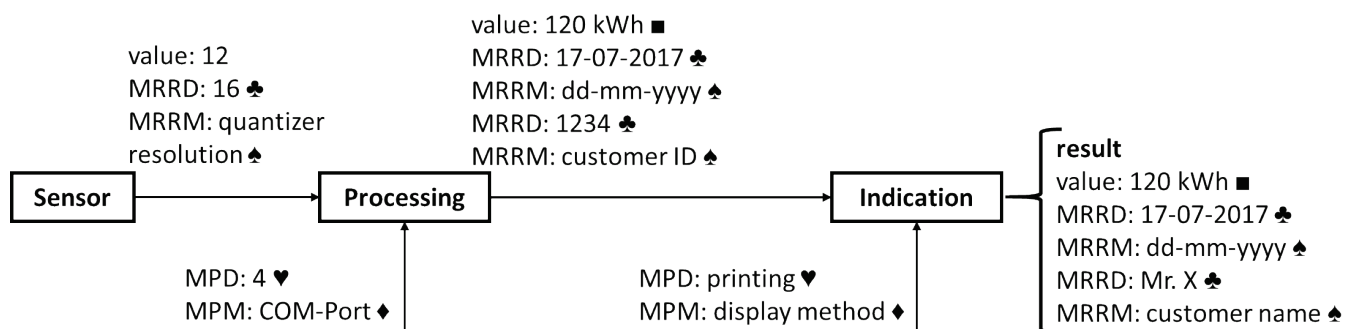 value: 12
MRRD: 16 ♣
MRRM: quantizer
resolution ♠
value: 120 kWh ■
MRRD: 17-07-2017 ♣
MRRM: dd-mm-yyyy ♠
MRRD: 1234 ♣
MRRM: customer ID ♠
Sensor
Processing
Indication
result
value: 120 kWh ■
MRRD: 17-07-2017 ♣
MRRM: dd-mm-yyyy ♠
MRRD: Mr. X ♣
MRRM: customer name ♠
MPD: 4 ♥
MPM: COM-Port ♦
MPD: printing ♥
MPM: display method ♦